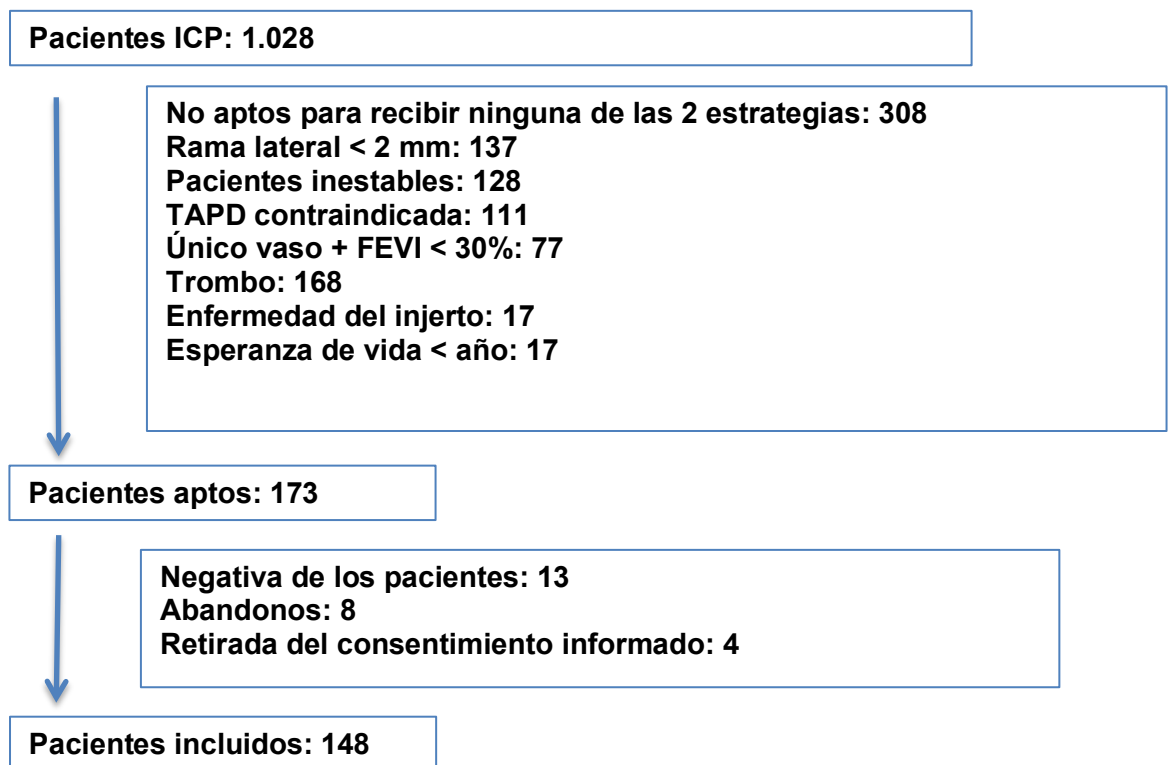 Pacientes ICP: 1.028
No aptos para recibir ninguna de las 2 estrategias: 308
Rama lateral < 2 mm: 137
Pacientes inestables: 128
TAPD contraindicada: 111
Único vaso + FEVI < 30%: 77
Trombo: 168
Enfermedad del injerto: 17
Esperanza de vida < año: 17
Pacientes aptos: 173
Negativa de los pacientes: 13
Abandonos: 8
Retirada del consentimiento informado: 4
Pacientes incluidos: 148